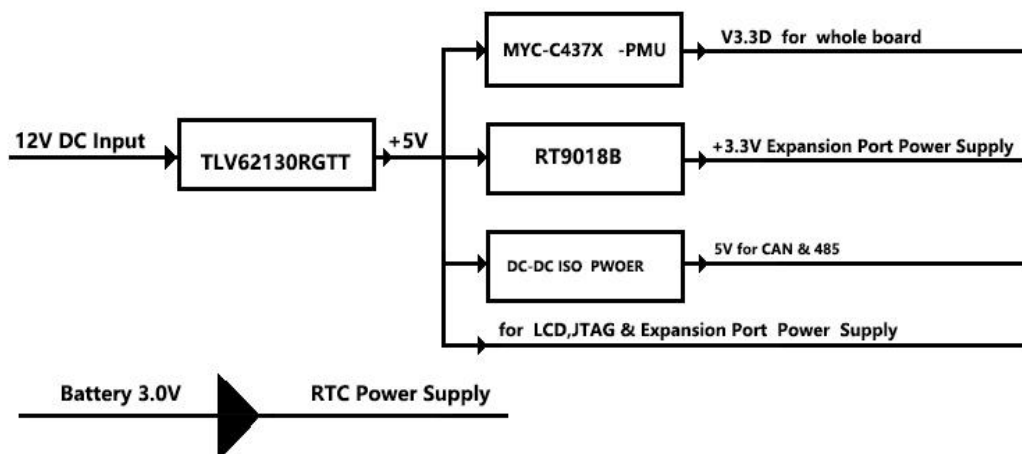 MYC-C437X -PMU
V3.3D for whole board
12V DC Input
TLV62130RGTT
+5V
RT9018B
+3.3V Expansion Port Power Supply
DC-DC ISO PWOER
5V for CAN & 485
for LCD,JTAG & Expansion Port Power Supply
Battery 3.0V
RTC Power Supply